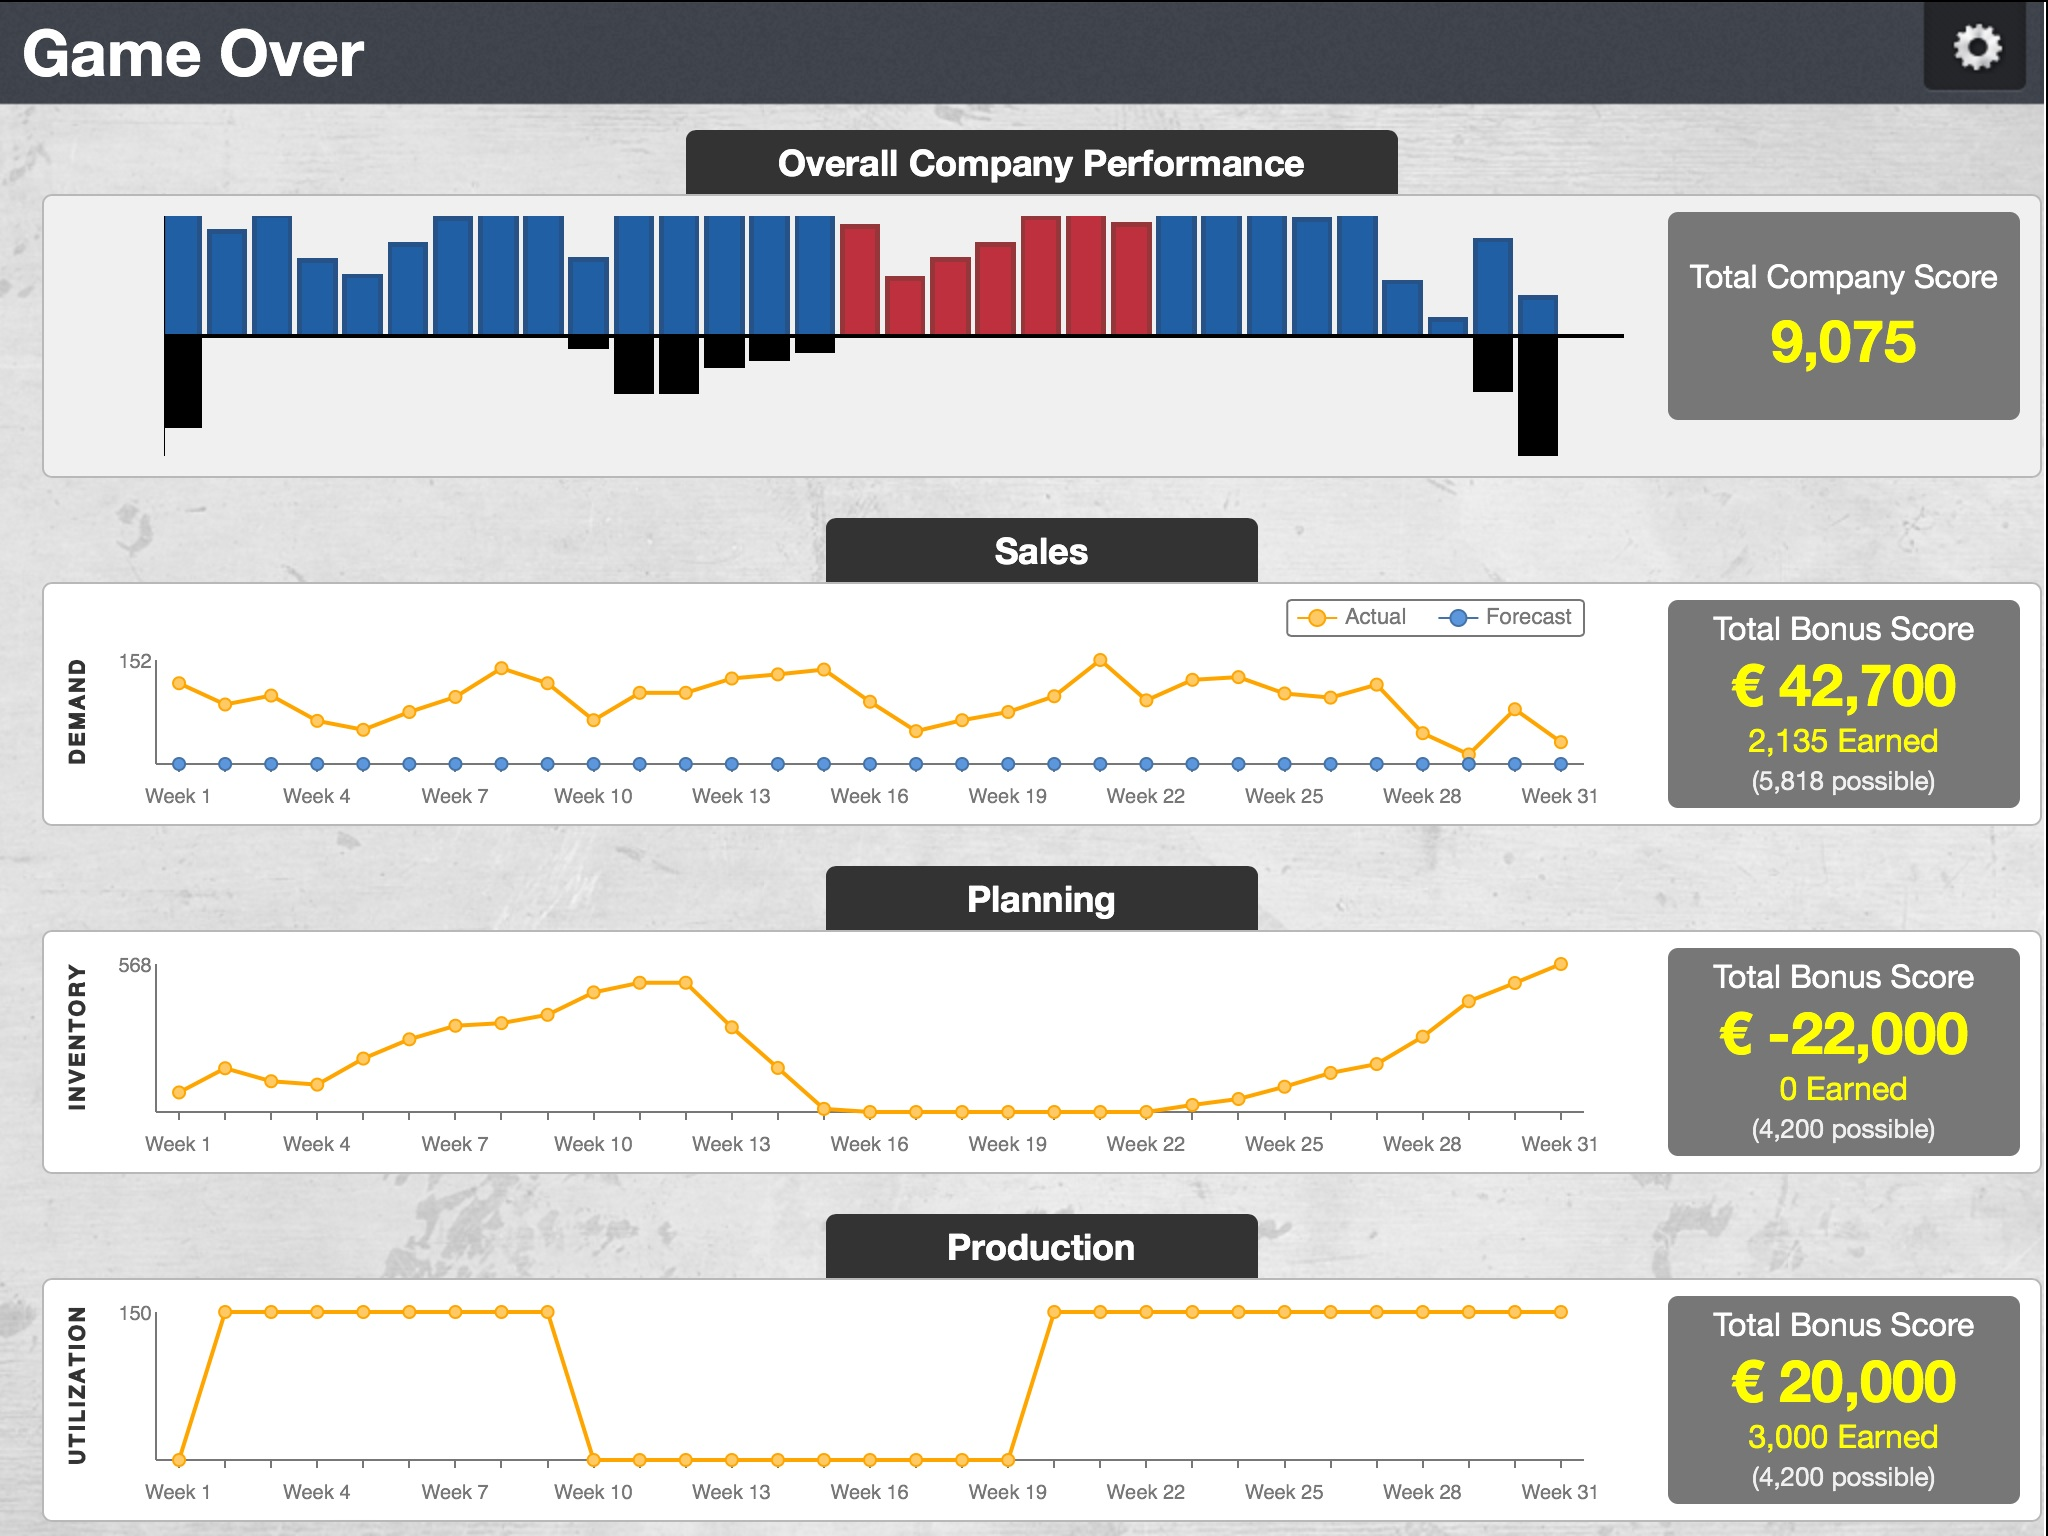 Game Over
Overall Company Performance
Total Company Score
9,075
Sales
Actual Forecast
DEMAND
152
Week 1 Week 4 Week 7 Week 10 Week 13 Week 16 Week 19 Week 22 Week 25 Week 28 Week 31
Total Bonus Score
€ 42,700
2,135 Earned
(5,818 possible)
Planning
INVENTORY
568
Week 1 Week 4 Week 7 Week 10 Week 13 Week 16 Week 19 Week 22 Week 25 Week 28 Week 31
Total Bonus Score
€ -22,000
0 Earned
(4,200 possible)
Production
UTILIZATION
150
Week 1 Week 4 Week 7 Week 10 Week 13 Week 16 Week 19 Week 22 Week 25 Week 28 Week 31
Total Bonus Score
€ 20,000
3,000 Earned
(4,200 possible)